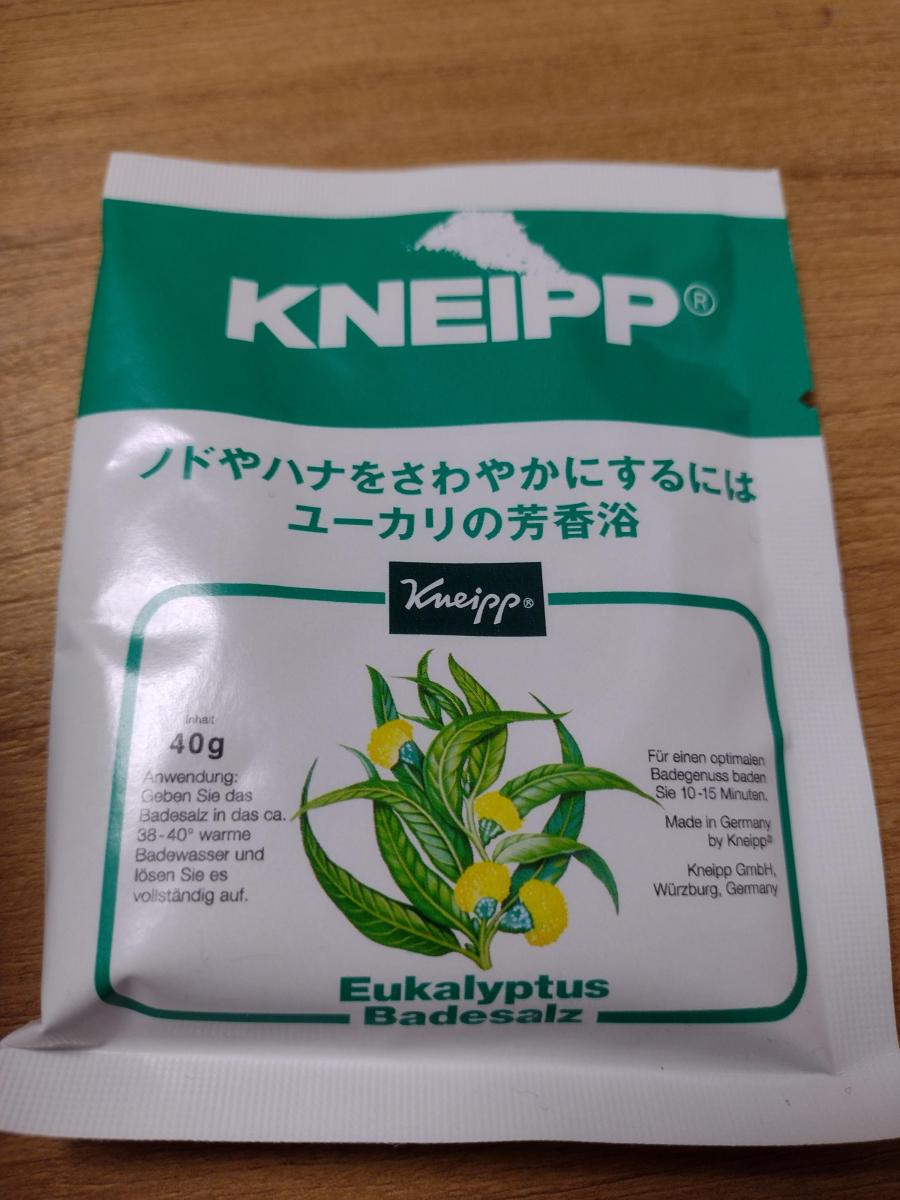 KNEIPP®
ノドやハナをさわやかにするには
ユーカリの芳香浴
Kneipp®
Inhalt
40g
Anwendung:
Geben Sie das
Badesalz in das ca.
38-40° warme
Badewasser und
lösen Sie es
vollständig auf.
Für einen optimalen
Badegenuss baden
Sie 10-15 Minuten.
Made in Germany
by Kneipp®
Kneipp GmbH,
Würzburg, Germany
Eukalyptus
Badesalz